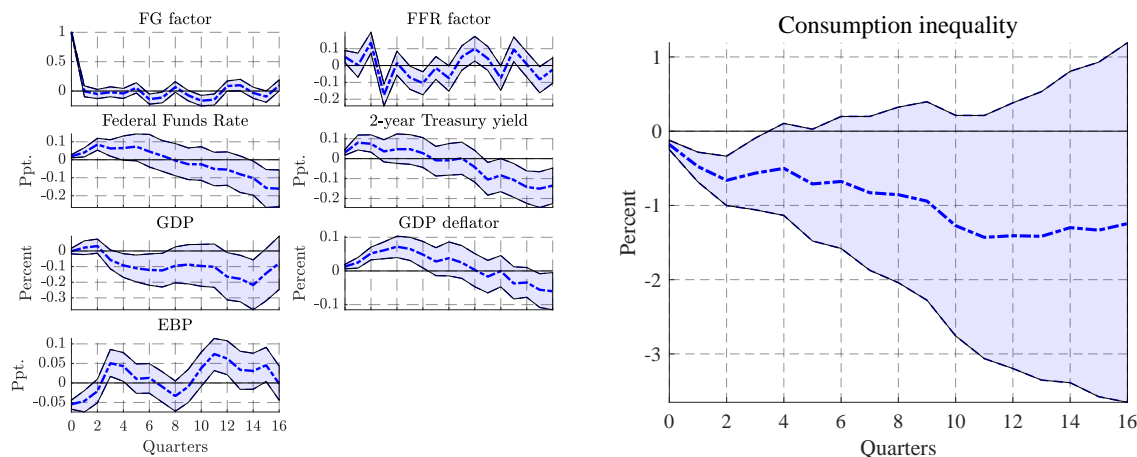 FG factor
1
0.5
0
FFR factor
0.1
0
-0.1
-0.2
Federal Funds Rate
Ppt.
0.1
0
-0.1
-0.2
2-year Treasury yield
Ppt.
0.1
0
-0.1
-0.2
GDP
Percent
0
-0.1
-0.2
-0.3
GDP deflator
Percent
0.1
0
-0.1
EBP
Ppt.
0.1
0.05
0
-0.05
0 2 4 6 8 10 12 14 16
Quarters
Consumption inequality
Percent
1
0
-1
-2
-3
0 2 4 6 8 10 12 14 16
Quarters